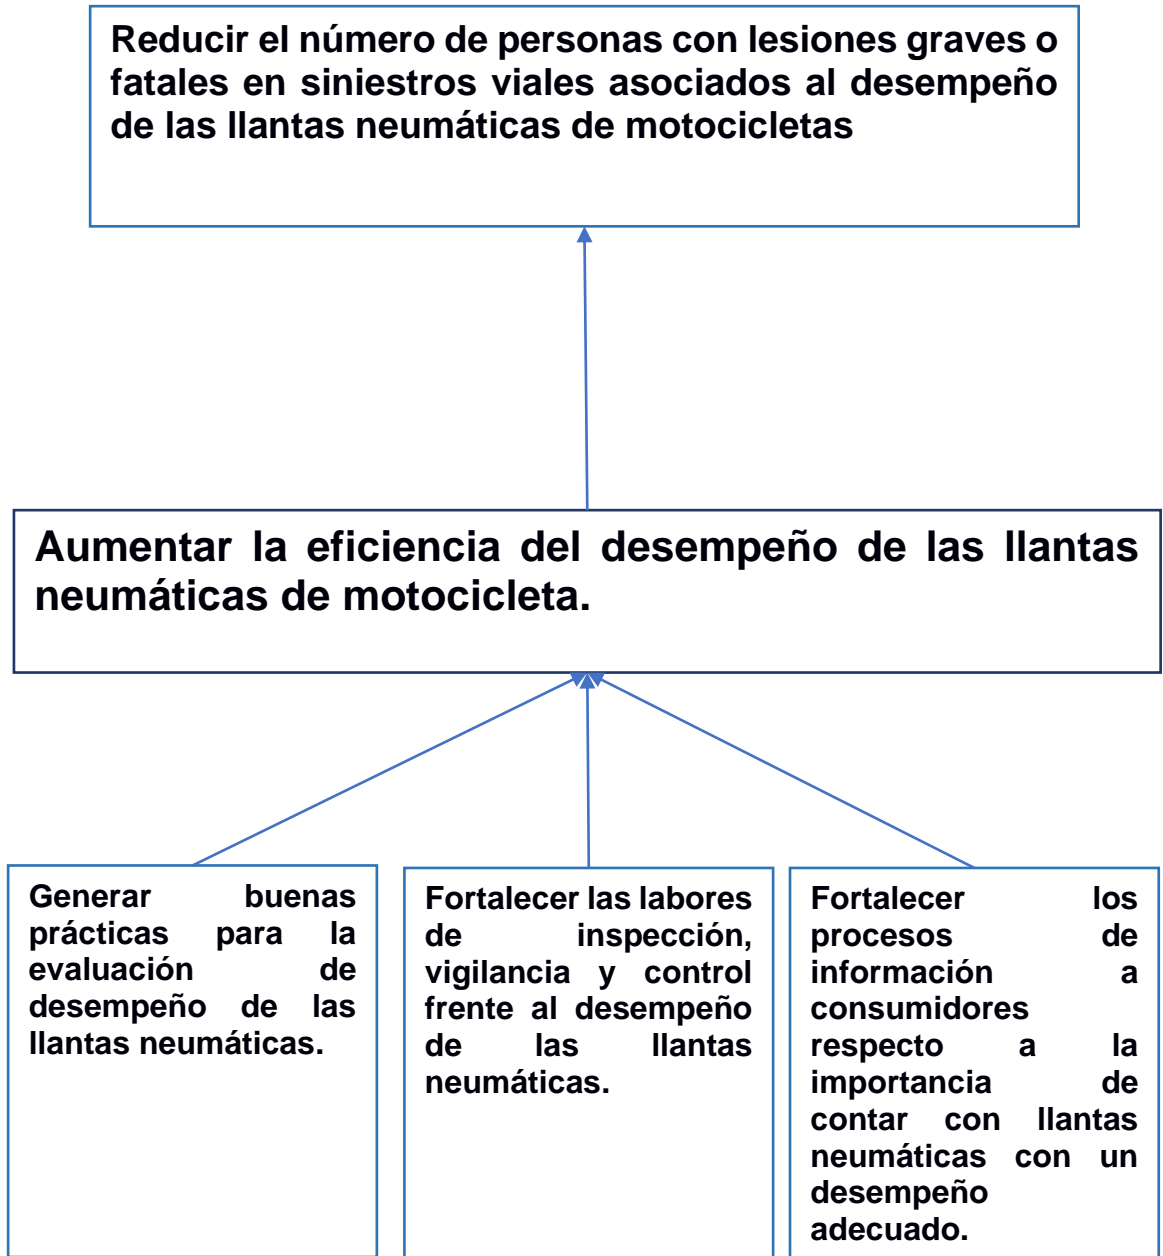 Reducir el número de personas con lesiones graves o
fatales en siniestros viales asociados al desempeño
de las llantas neumáticas de motocicletas
Aumentar la eficiencia del desempeño de las llantas
neumáticas de motocicleta.
Generar buenas
prácticas para la
evaluación de
desempeño de las
llantas neumáticas.
Fortalecer las labores
de inspección,
vigilancia y control
frente al desempeño
de las llantas
neumáticas.
Fortalecer los
procesos de
información a
consumidores
respecto a la
importancia de
contar con llantas
neumáticas con un
desempeño
adecuado.